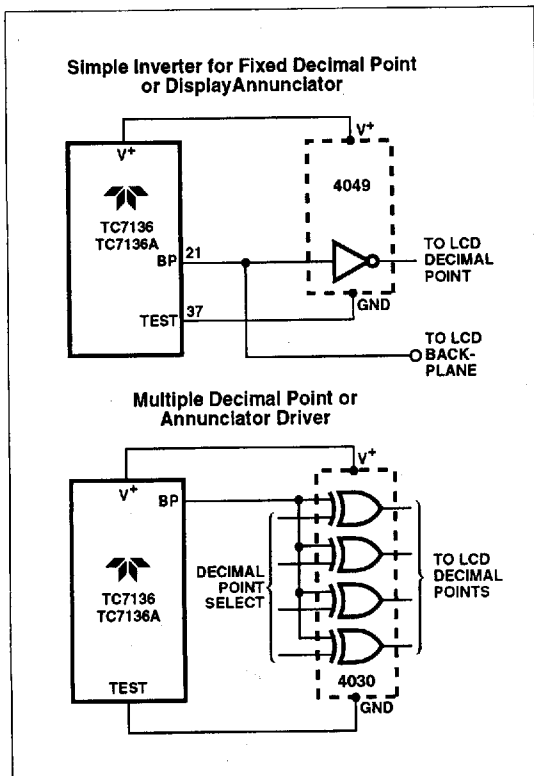 Simple Inverter for Fixed Decimal Point
or DisplayAnnunciator
V+
V+
4049
TC7136
TC7136A
BP
21
TO LCD
DECIMAL
POINT
TEST
37
GND
TO LCD
BACK-
PLANE
Multiple Decimal Point or
Annunciator Driver
V+
V+
BP
DECIMAL
POINT
SELECT
TO LCD
DECIMAL
POINTS
TC7136
TC7136A
TEST
4030
GND